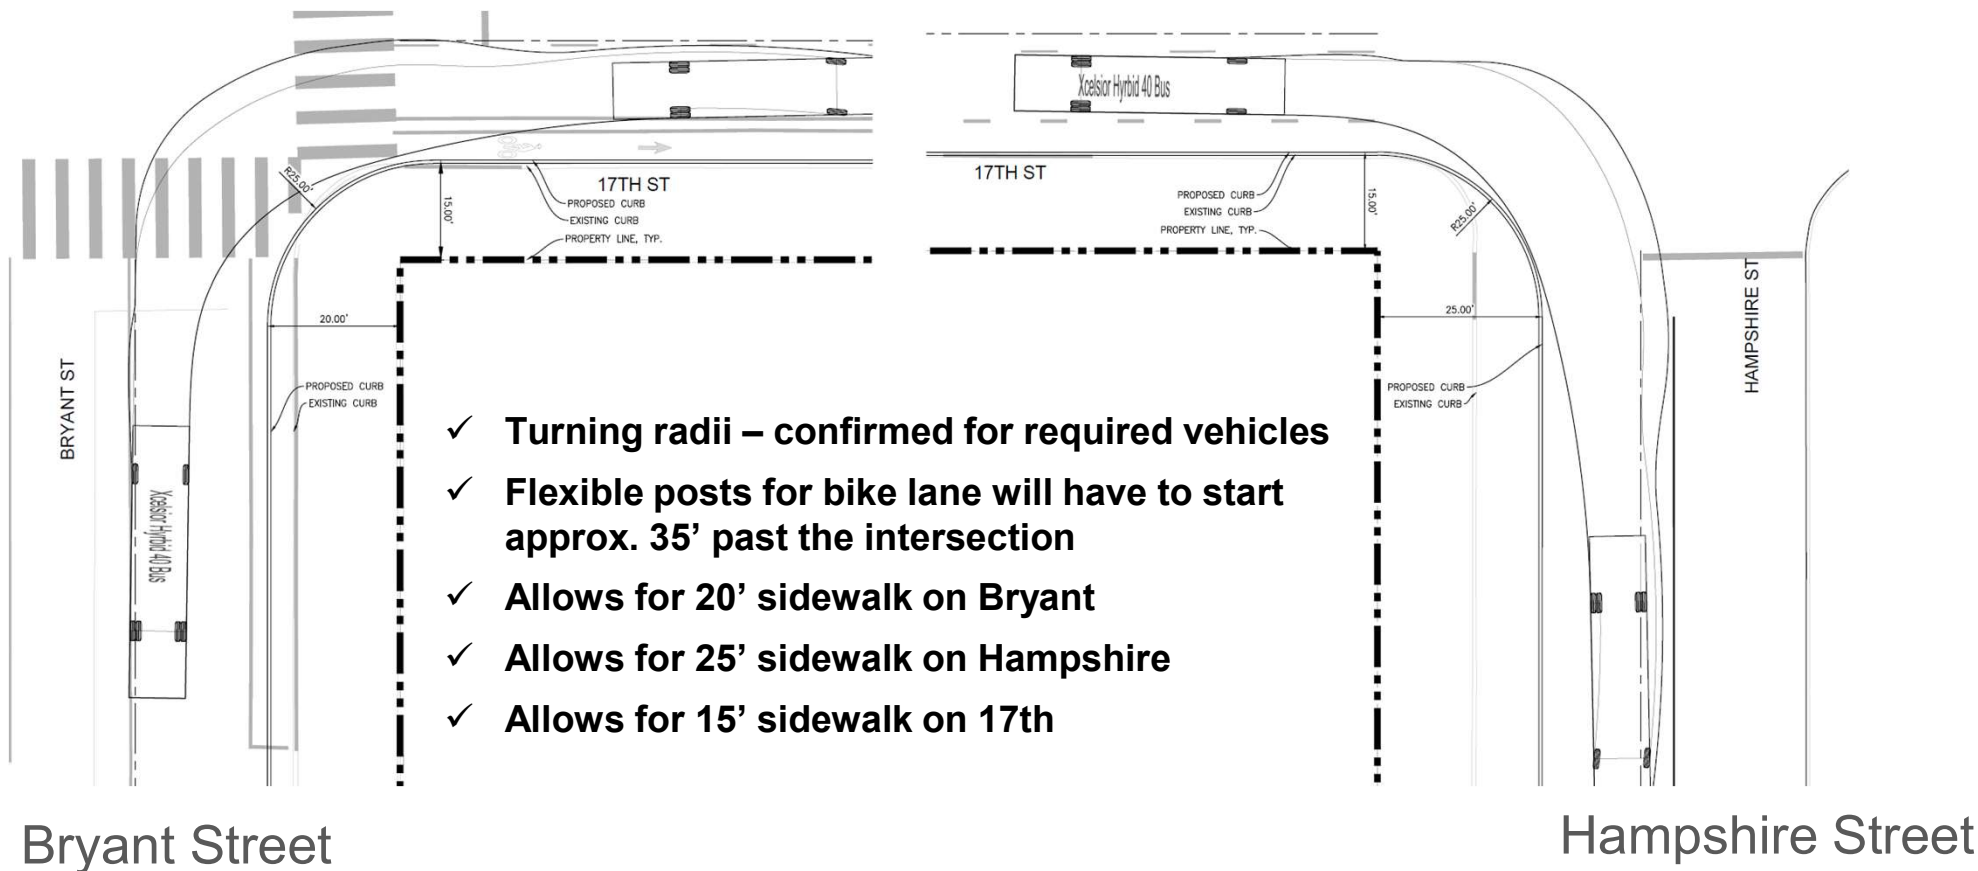 Xcelsior Hyrbid 40 Bus
R25.00'
17TH ST
PROPOSED CURB
EXISTING CURB
PROPERTY LINE, TYP.
15.00'
17TH ST
PROPOSED CURB
EXISTING CURB
PROPERTY LINE, TYP.
15.00'
R25.00'
20.00'
25.00'
HAMPSHIRE ST
BRYANT ST
PROPOSED CURB
EXISTING CURB
PROPOSED CURB
EXISTING CURB
Xcelsior Hyrbid 40 Bus
✓ Turning radii – confirmed for required vehicles
✓ Flexible posts for bike lane will have to start
approx. 35’ past the intersection
✓ Allows for 20’ sidewalk on Bryant
✓ Allows for 25’ sidewalk on Hampshire
✓ Allows for 15’ sidewalk on 17th
Bryant Street
Hampshire Street